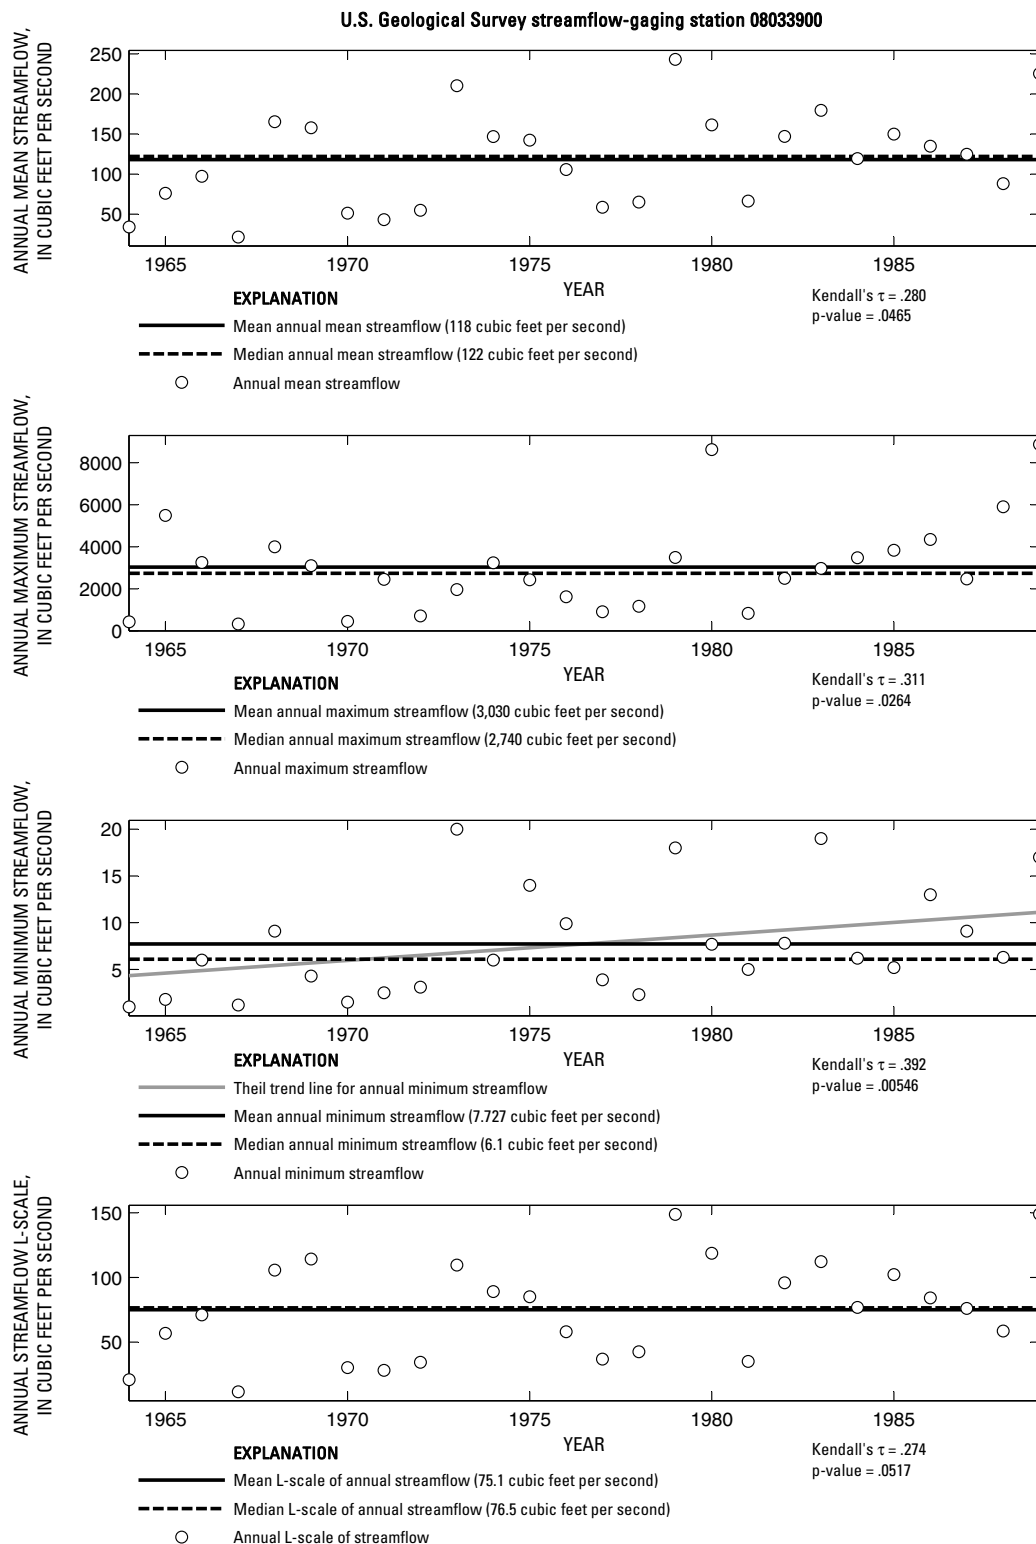 U.S. Geological Survey streamflow-gaging station 08033900
ANNUAL MEAN STREAMFLOW,
IN CUBIC FEET PER SECOND
250
200
150
100
50
1965 1970 1975 1980 1985
YEAR
Kendall's τ = .280
p-value = .0465
EXPLANATION
Mean annual mean streamflow (118 cubic feet per second)
Median annual mean streamflow (122 cubic feet per second)
Annual mean streamflow
ANNUAL MAXIMUM STREAMFLOW,
IN CUBIC FEET PER SECOND
8000
6000
4000
2000
0
1965 1970 1975 1980 1985
YEAR
Kendall's τ = .311
p-value = .0264
EXPLANATION
Mean annual maximum streamflow (3,030 cubic feet per second)
Median annual maximum streamflow (2,740 cubic feet per second)
Annual maximum streamflow
ANNUAL MINIMUM STREAMFLOW,
IN CUBIC FEET PER SECOND
20
15
10
5
1965 1970 1975 1980 1985
YEAR
Kendall's τ = .392
p-value = .00546
EXPLANATION
Theil trend line for annual minimum streamflow
Mean annual minimum streamflow (7.727 cubic feet per second)
Median annual minimum streamflow (6.1 cubic feet per second)
Annual minimum streamflow
ANNUAL STREAMFLOW L-SCALE,
IN CUBIC FEET PER SECOND
150
100
50
1965 1970 1975 1980 1985
YEAR
Kendall's τ = .274
p-value = .0517
EXPLANATION
Mean L-scale of annual streamflow (75.1 cubic feet per second)
Median L-scale of annual streamflow (76.5 cubic feet per second)
Annual L-scale of streamflow